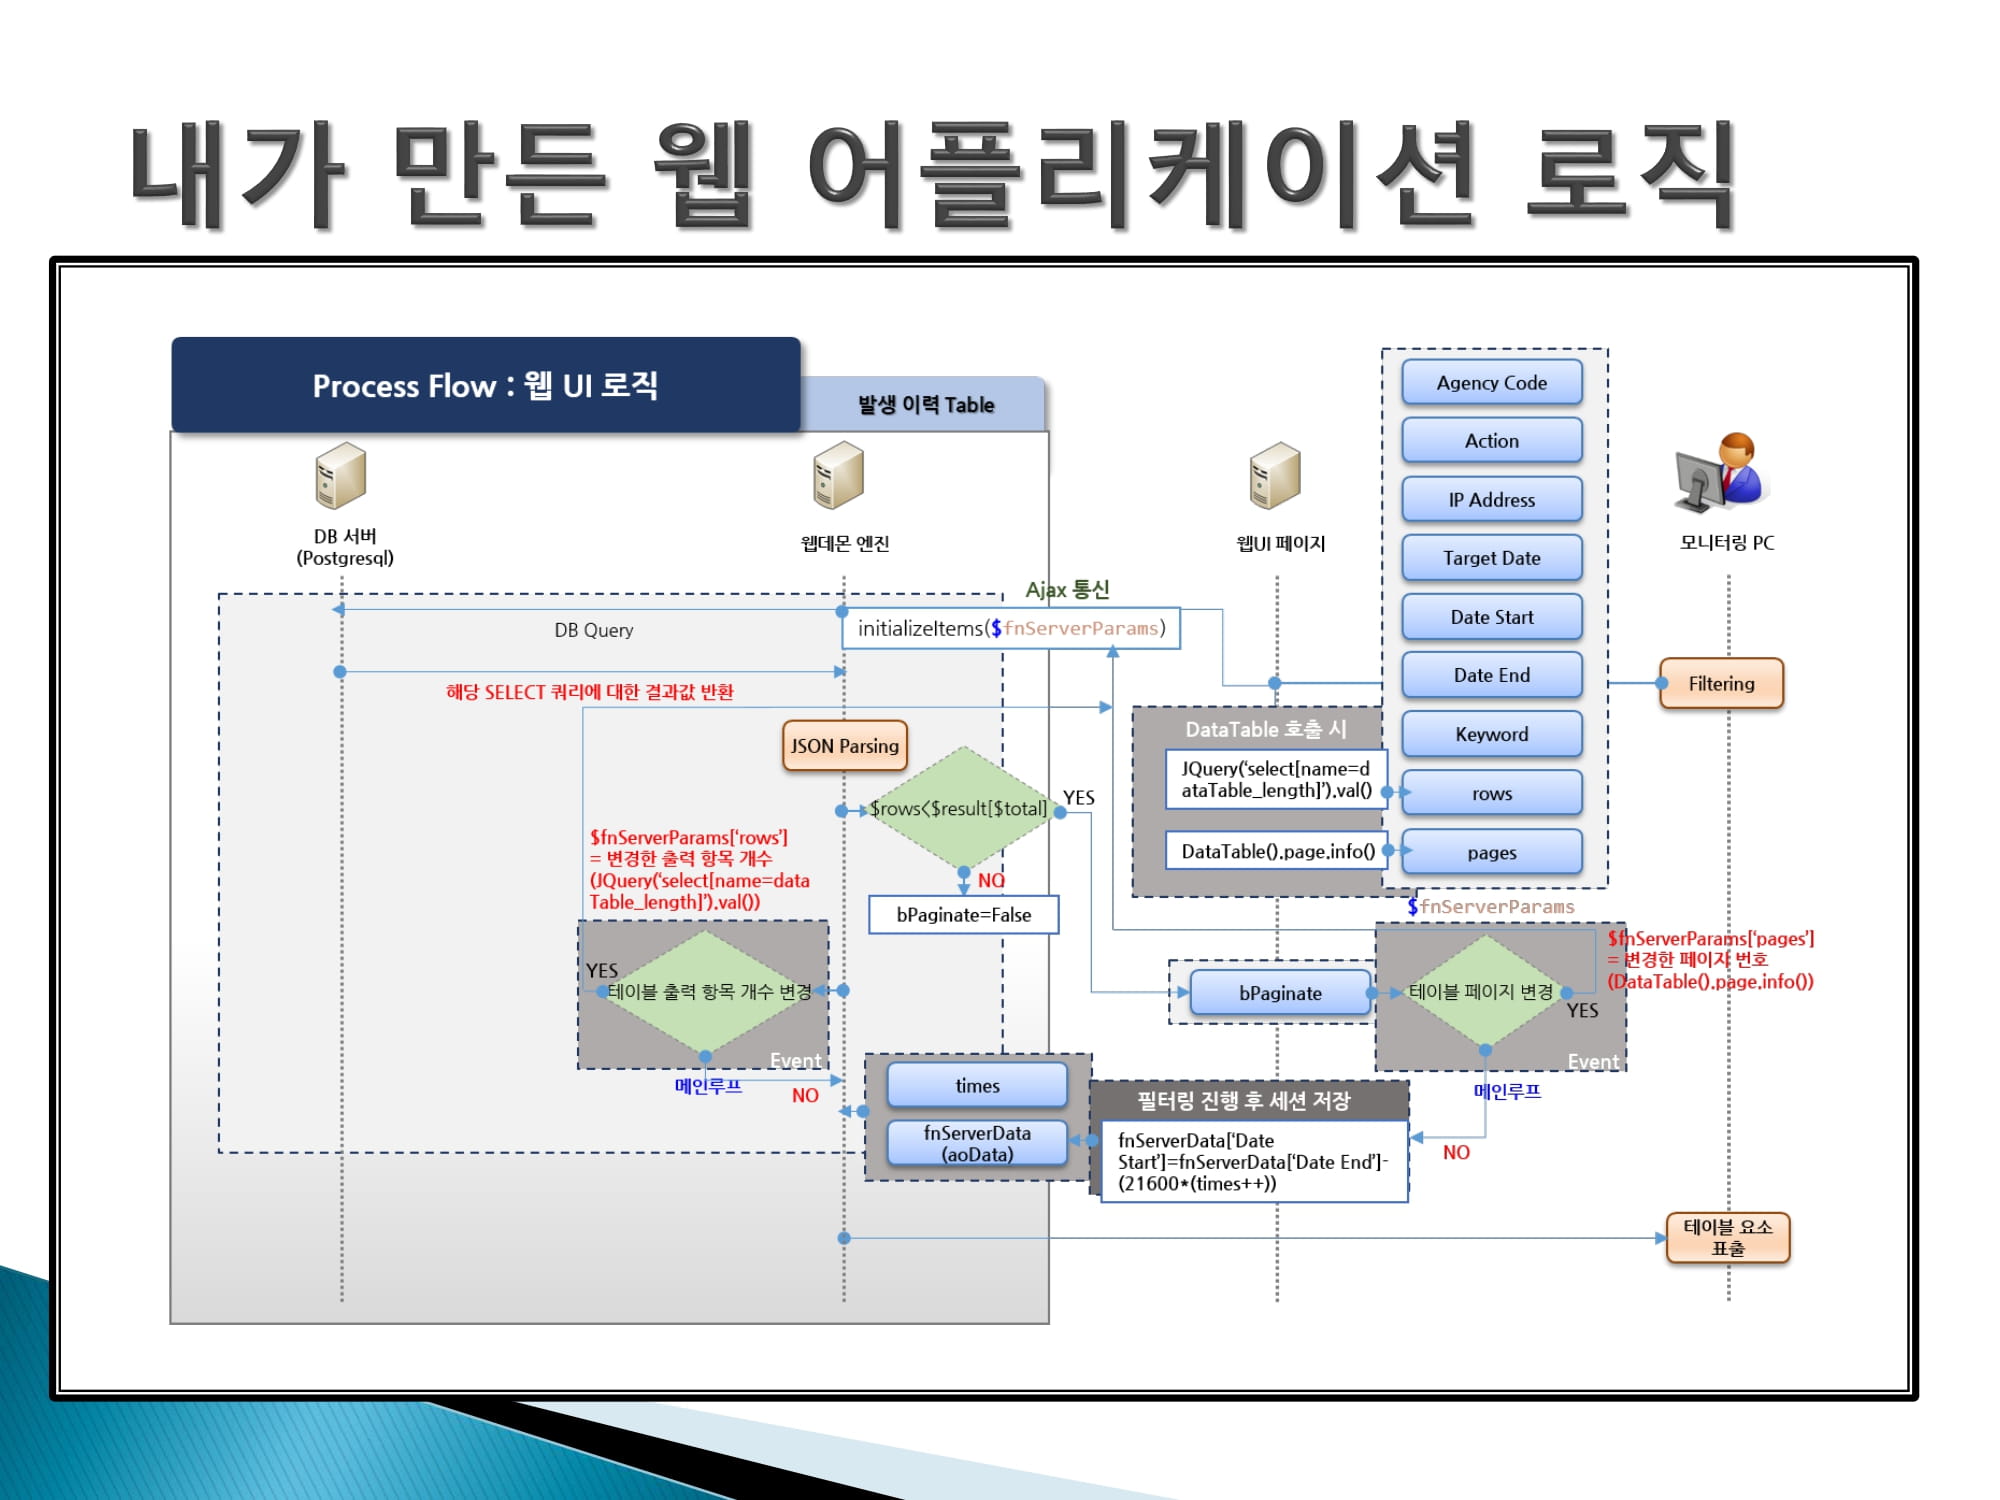 내가 만든 웹 어플리케이션 로직
Process Flow : 웹 UI 로직
발생 이력 Table
DB 서버
(Postgresql)
웹데몬 엔진
웹UI 페이지
모니터링 PC
Agency Code
Action
IP Address
Target Date
Date Start
Date End
Keyword
rows
pages
$fnServerParams
Filtering
Ajax 통신
initializeItems($fnServerParams)
DB Query
해당 SELECT 쿼리에 대한 결과값 반환
JSON Parsing
DataTable 호출 시
JQuery(‘select[name=d
ataTable_length]’).val()
DataTable().page.info()
$rows<$result[$total]
YES
NO
bPaginate=False
$fnServerParams[‘rows’]
= 변경한 출력 항목 개수
(JQuery(‘select[name=data
Table_length]’).val())
YES
테이블 출력 항목 개수 변경
Event
메인루프
NO
bPaginate
테이블 페이지 변경
YES
Event
$fnServerParams[‘pages’]
= 변경한 페이지 번호
(DataTable().page.info())
메인루프
NO
times
fnServerData
(aoData)
필터링 진행 후 세션 저장
fnServerData[‘Date
Start’]=fnServerData[‘Date End’]-
(21600*(times++))
테이블 요소
표출